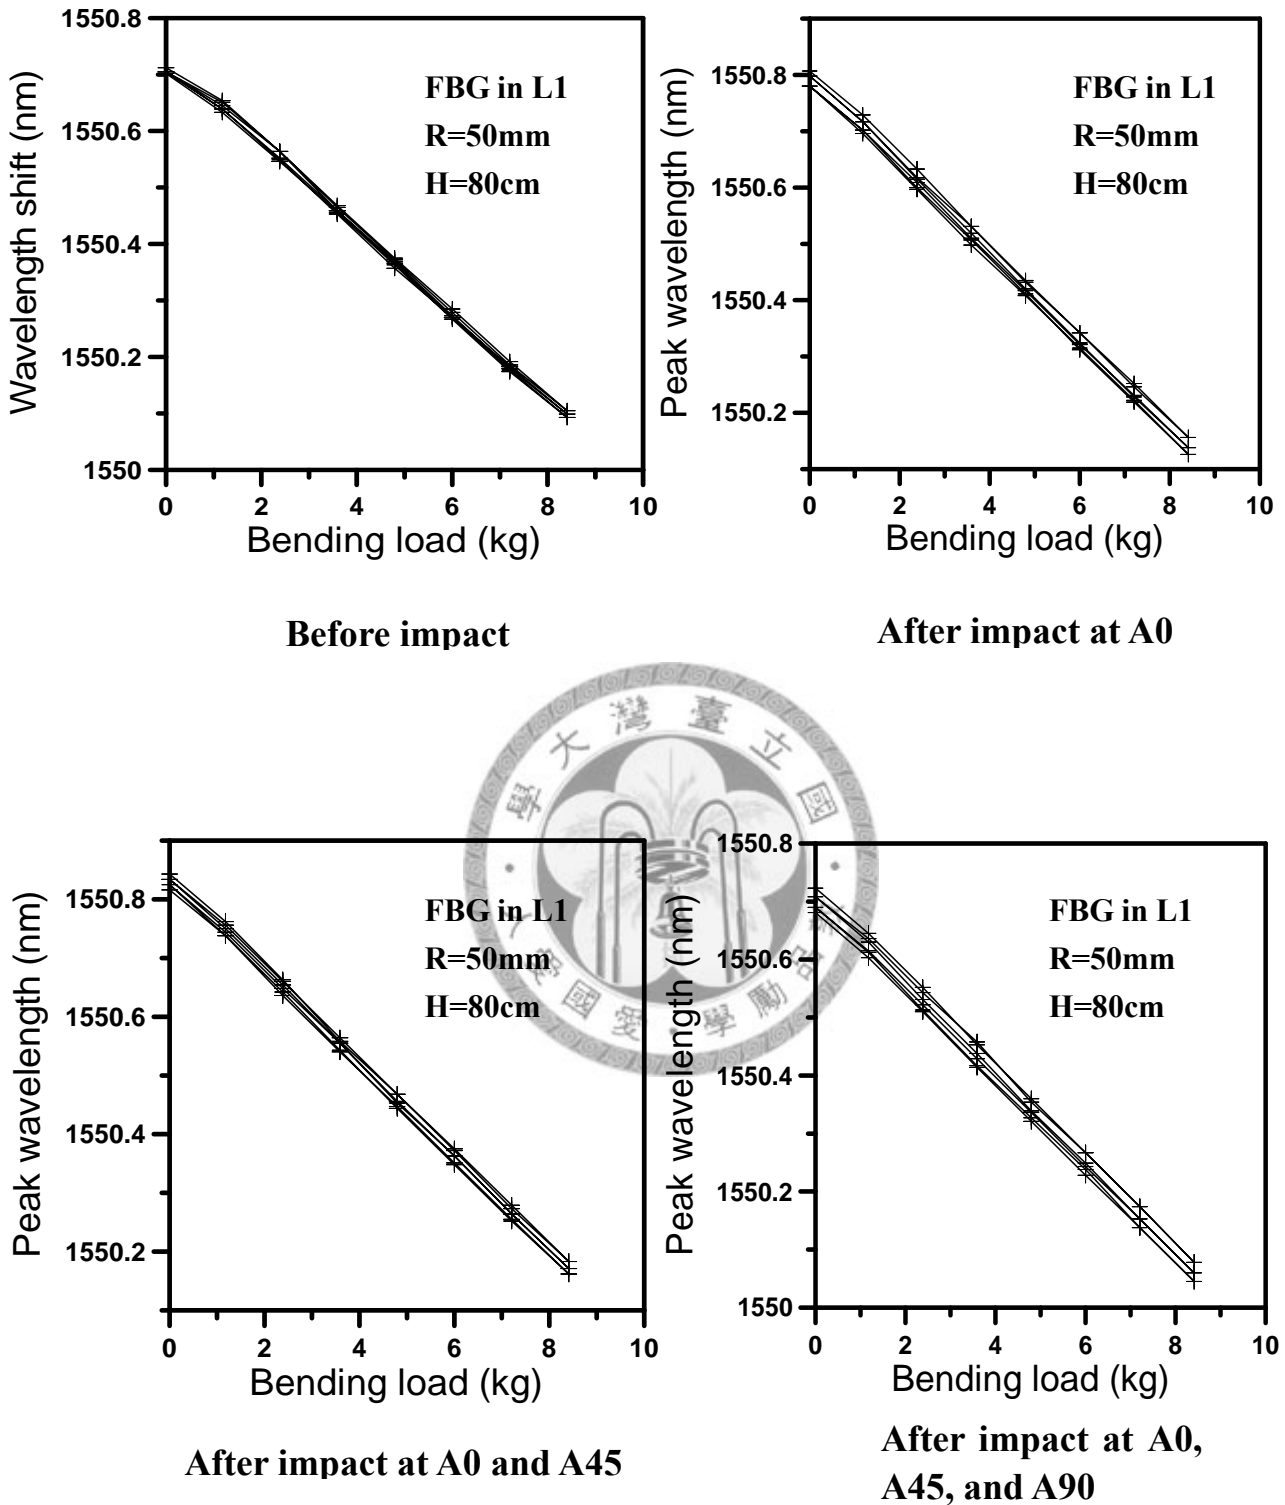 1550.8
1550.6
1550.4
1550.2
1550
Wavelength shift (nm)
FBG in L1
R=50mm
H=80cm
0 2 4 6 8 10
Bending load (kg)
Before impact
1550.8
1550.6
1550.4
1550.2
Peak wavelength (nm)
FBG in L1
R=50mm
H=80cm
0 2 4 6 8 10
Bending load (kg)
After impact at A0
國立臺灣大學
1550.8
1550.6
1550.4
1550.2
Peak wavelength (nm)
FBG in L1
R=50mm
H=80cm
0 2 4 6 8 10
Bending load (kg)
After impact at A0 and A45
1550.8
1550.6
1550.4
1550.2
1550
Peak wavelength (nm)
FBG in L1
R=50mm
H=80cm
0 2 4 6 8 10
Bending load (kg)
After impact at A0,
A45, and A90